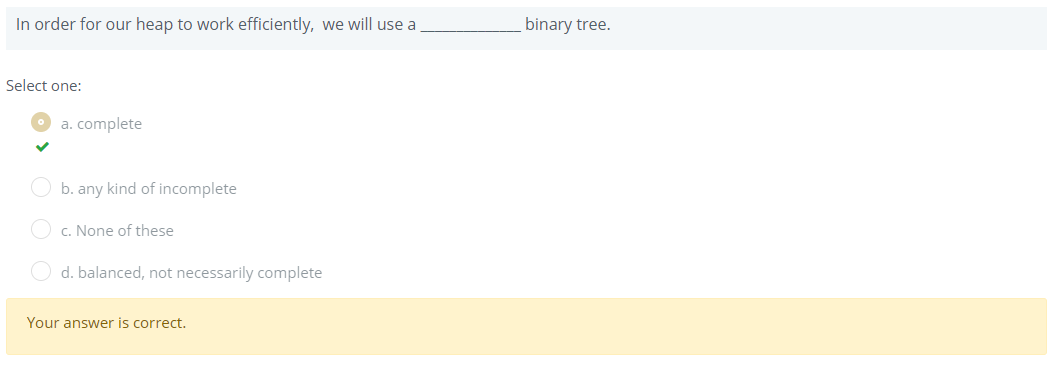 In order for our heap to work efficiently,  we will use a _____________ binary tree.
Select one:
a. complete
b. any kind of incomplete
c. None of these
d. balanced, not necessarily complete
Your answer is correct.